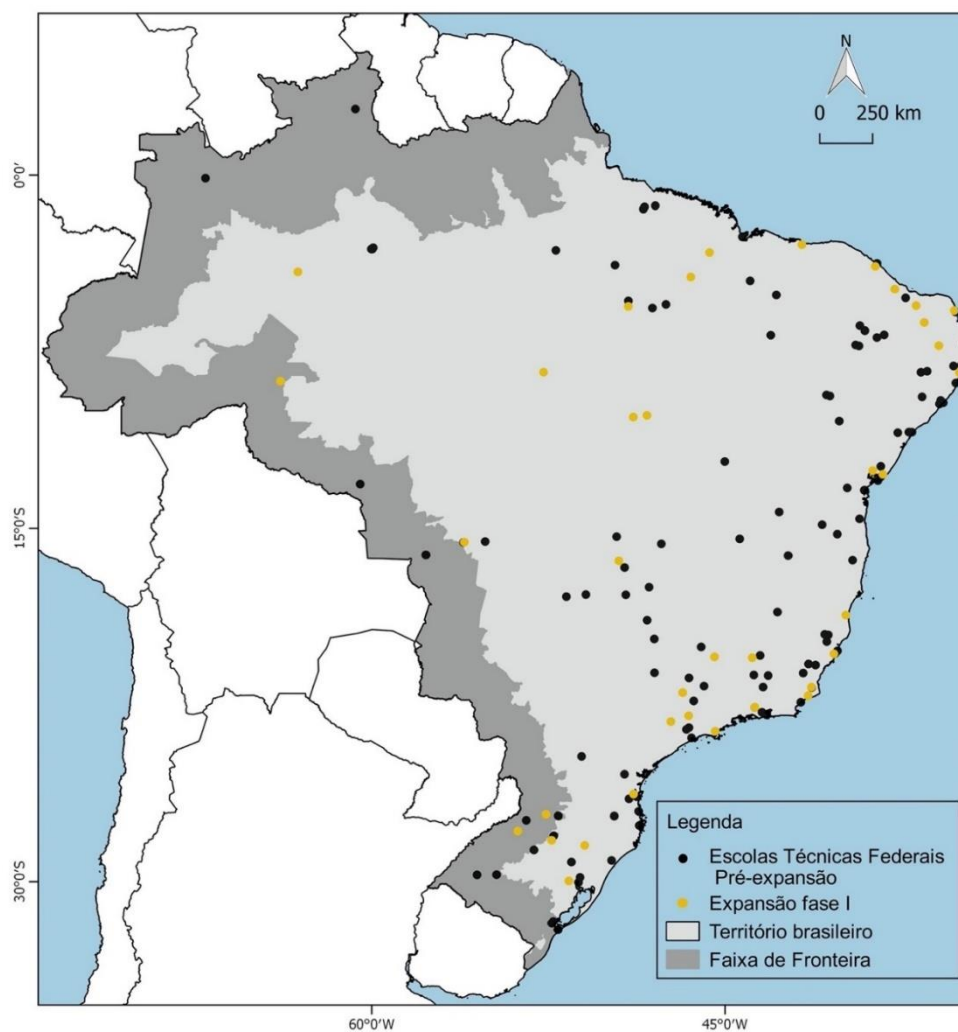 N
0 250 km
0°0'
15°0'S
30°0'S
Legenda
Escolas Técnicas Federais
Pré-expansão
Expansão fase I
Território brasileiro
Faixa de Fronteira
60°0'W
45°0'W